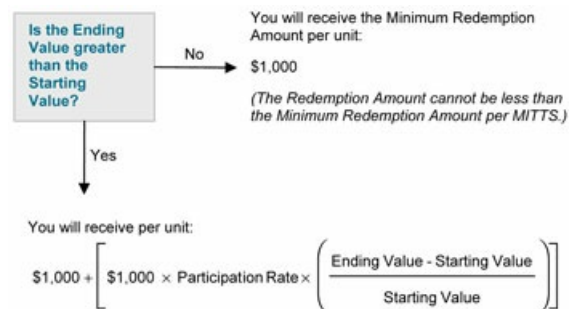 Is the Ending
Value greater
than the
Starting
Value?
No
You will receive the Minimum Redemption
Amount per unit:
$1,000
(The Redemption Amount cannot be less than
the Minimum Redemption Amount per MITTS.)
Yes
You will receive per unit:
$1,000 + [ $1,000 × Participation Rate × ( Ending Value - Starting Value
Starting Value ) ]